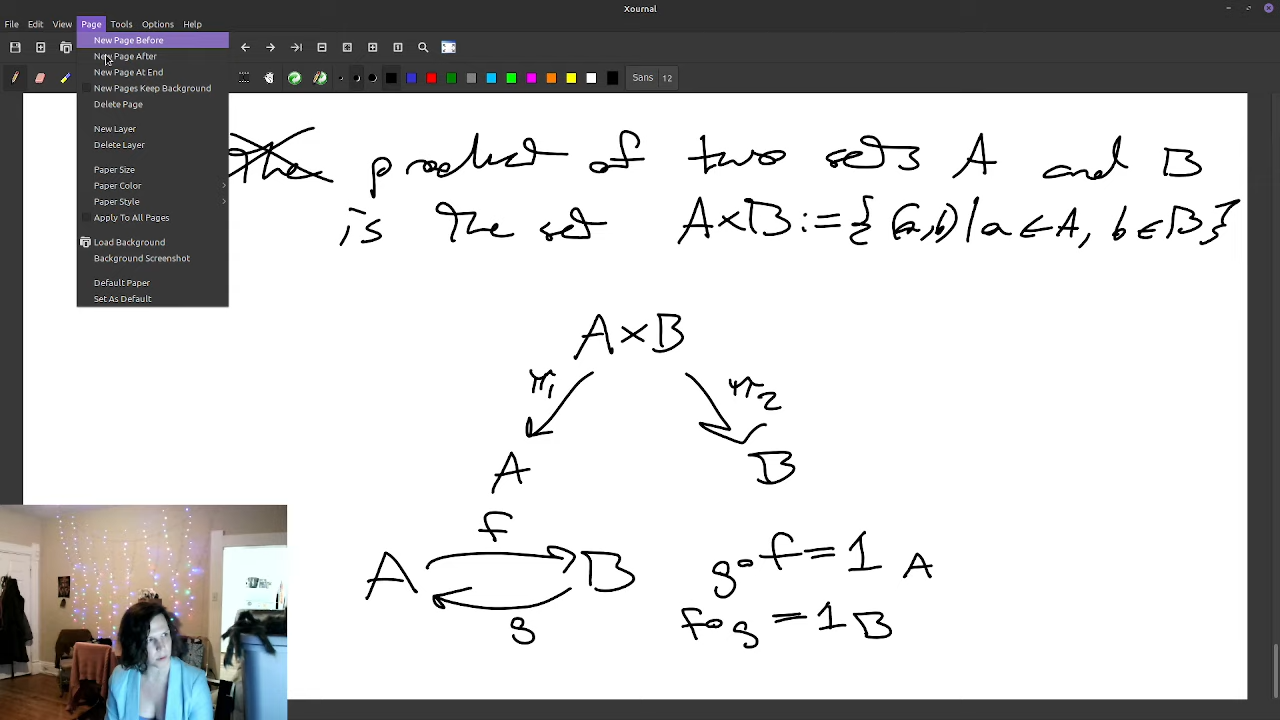 Xournal
File Edit View Page Tools Options Help
New Page Before
New Page After
New Page At End
New Pages Keep Background
Delete Page
New Layer
Delete Layer
Paper Size
Paper Color
Paper Style
Apply To All Pages
Load Background
Background Screenshot
Default Paper
Set As Default
Sans 12
The product of two sets A and B
is the set A×B:={(a,b)|a∈A, b∈B}
A×B
π₁ π₂
A B
f
A B g∘f=1_A
g f∘g=1_B